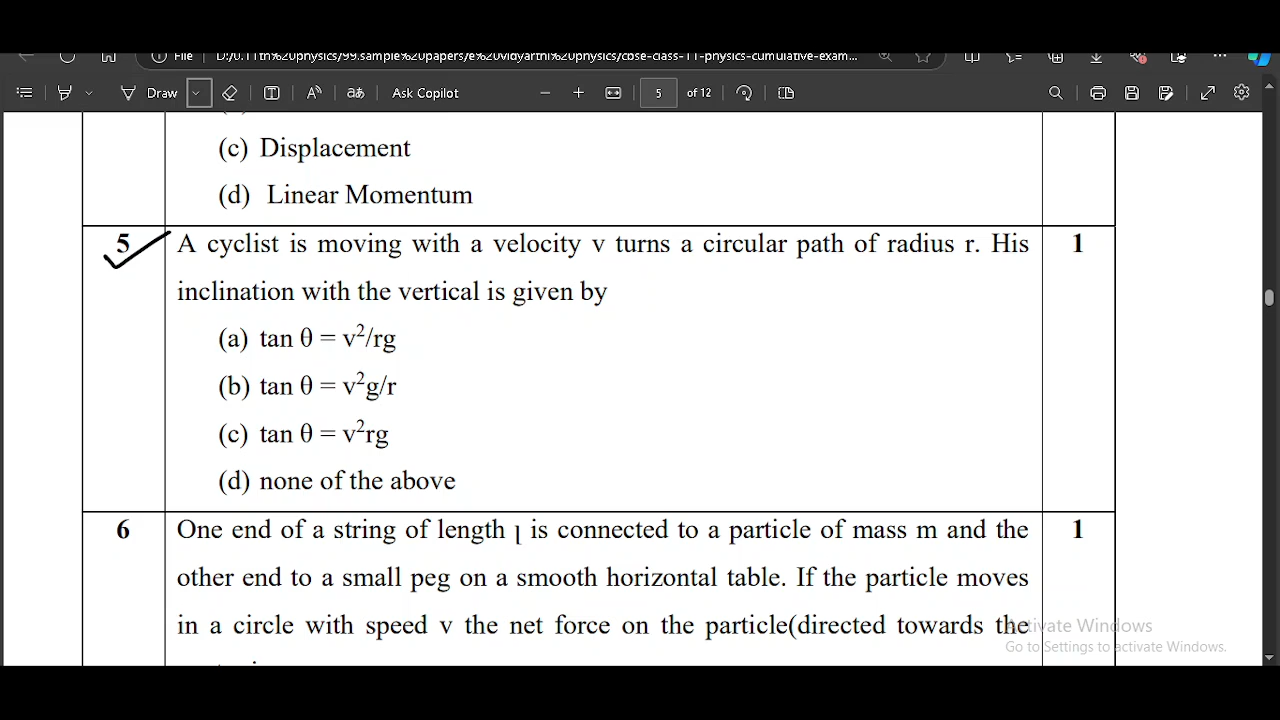 File D:/0.11th%20physics/99.sample%20papers/e%20vidyarthi%20physics/cbse-class-11-physics-cumulative-exam...
Draw Ask Copilot 5 of 12
(c) Displacement
(d) Linear Momentum
5 A cyclist is moving with a velocity v turns a circular path of radius r. His 1
inclination with the vertical is given by
(a) tan θ = v²/rg
(b) tan θ = v²g/r
(c) tan θ = v²rg
(d) none of the above
6 One end of a string of length l is connected to a particle of mass m and the 1
other end to a small peg on a smooth horizontal table. If the particle moves
in a circle with speed v the net force on the particle(directed towards the
Activate Windows
Go to Settings to activate Windows.